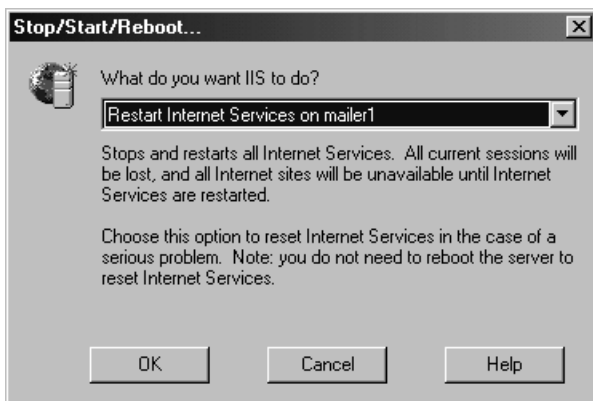 Stop/Start/Reboot...
What do you want IIS to do?
Restart Internet Services on mailer1
Stops and restarts all Internet Services.  All current sessions will
be lost, and all Internet sites will be unavailable until Internet
Services are restarted.
Choose this option to reset Internet Services in the case of a
serious problem.  Note: you do not need to reboot the server to
reset Internet Services.
OK
Cancel
Help